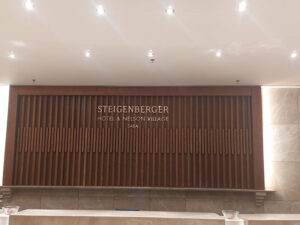 STEIGENBERGER
HOTEL & NELSON VILLAGE
TABA